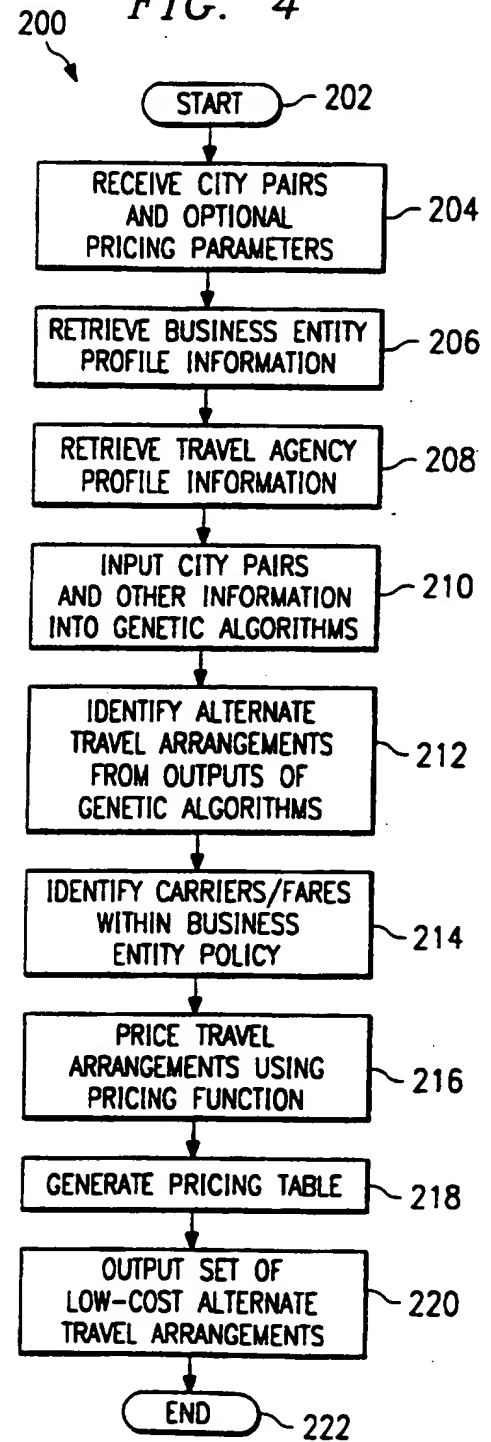 FIG. 4
200
START
202
RECEIVE CITY PAIRS
AND OPTIONAL
PRICING PARAMETERS
204
RETRIEVE BUSINESS ENTITY
PROFILE INFORMATION
206
RETRIEVE TRAVEL AGENCY
PROFILE INFORMATION
208
INPUT CITY PAIRS
AND OTHER INFORMATION
INTO GENETIC ALGORITHMS
210
IDENTIFY ALTERNATE
TRAVEL ARRANGEMENTS
FROM OUTPUTS OF
GENETIC ALGORITHMS
212
IDENTIFY CARRIERS/FARES
WITHIN BUSINESS
ENTITY POLICY
214
PRICE TRAVEL
ARRANGEMENTS USING
PRICING FUNCTION
216
GENERATE PRICING TABLE
218
OUTPUT SET OF
LOW-COST ALTERNATE
TRAVEL ARRANGEMENTS
220
END
222